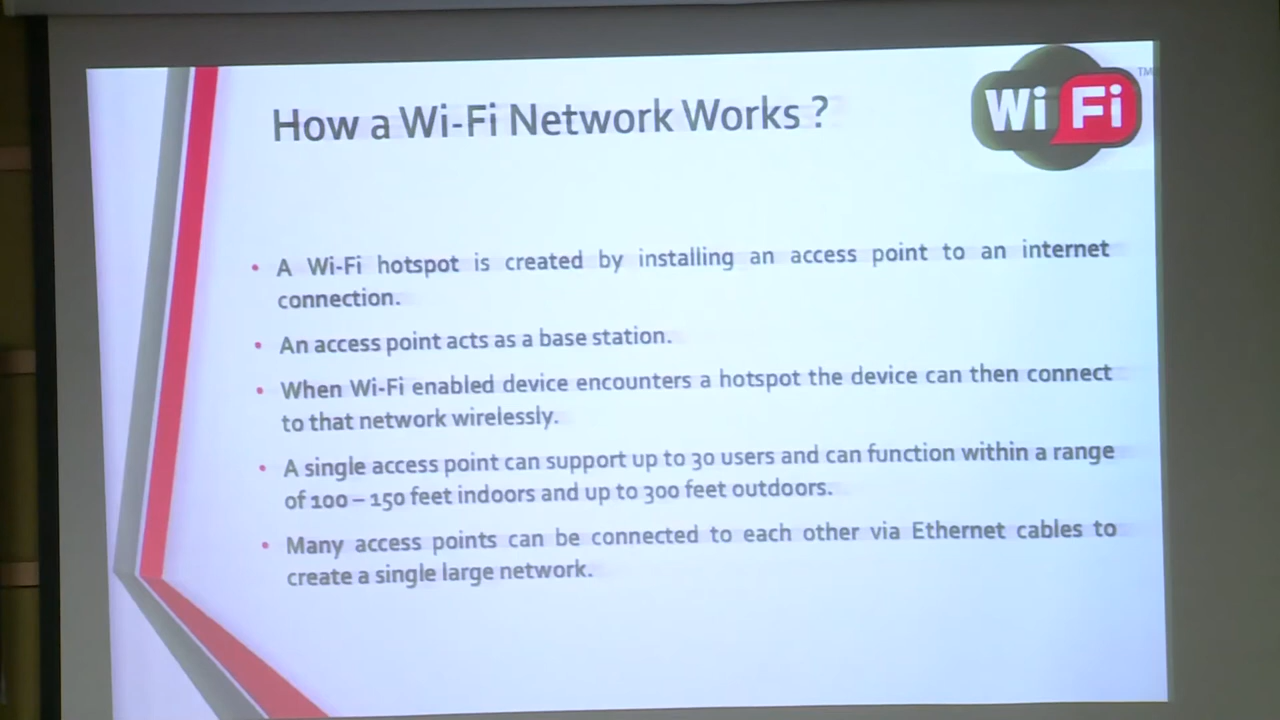 How a Wi-Fi Network Works ?
Wi Fi TM
• A Wi-Fi hotspot is created by installing an access point to an internet
connection.
• An access point acts as a base station.
• When Wi-Fi enabled device encounters a hotspot the device can then connect
to that network wirelessly.
• A single access point can support up to 30 users and can function within a range
of 100 – 150 feet indoors and up to 300 feet outdoors.
• Many access points can be connected to each other via Ethernet cables to
create a single large network.